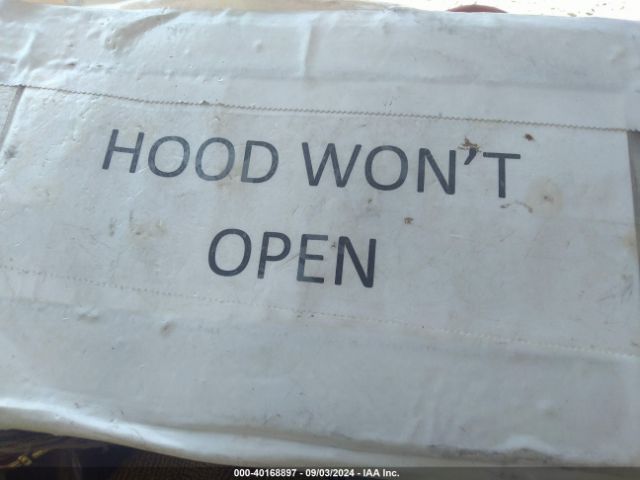 HOOD WON'T
OPEN
000-40168897 - 09/03/2024 - IAA Inc.